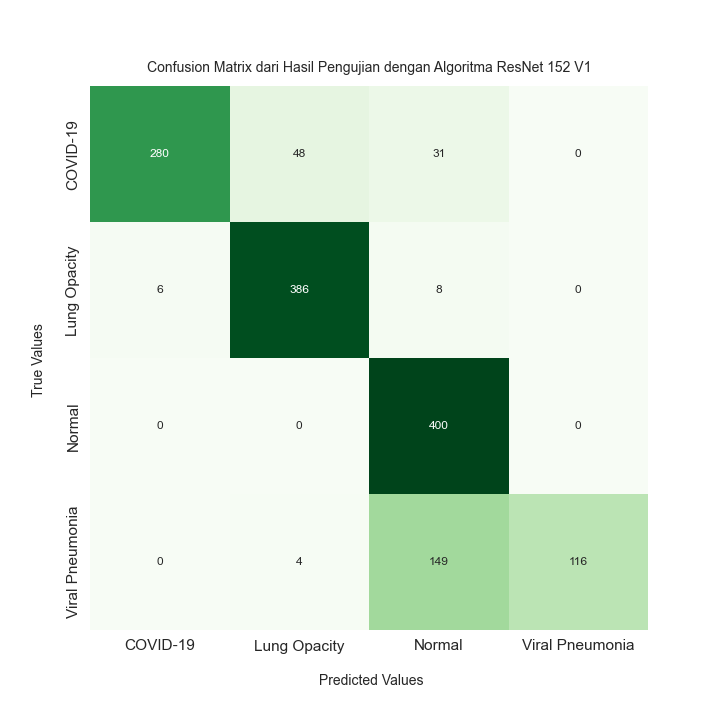 Confusion Matrix dari Hasil Pengujian dengan Algoritma ResNet 152 V1
True Values
COVID-19
280 48 31 0
Lung Opacity
6 386 8 0
Normal
0 0 400 0
Viral Pneumonia
0 4 149 116
COVID-19 Lung Opacity Normal Viral Pneumonia
Predicted Values